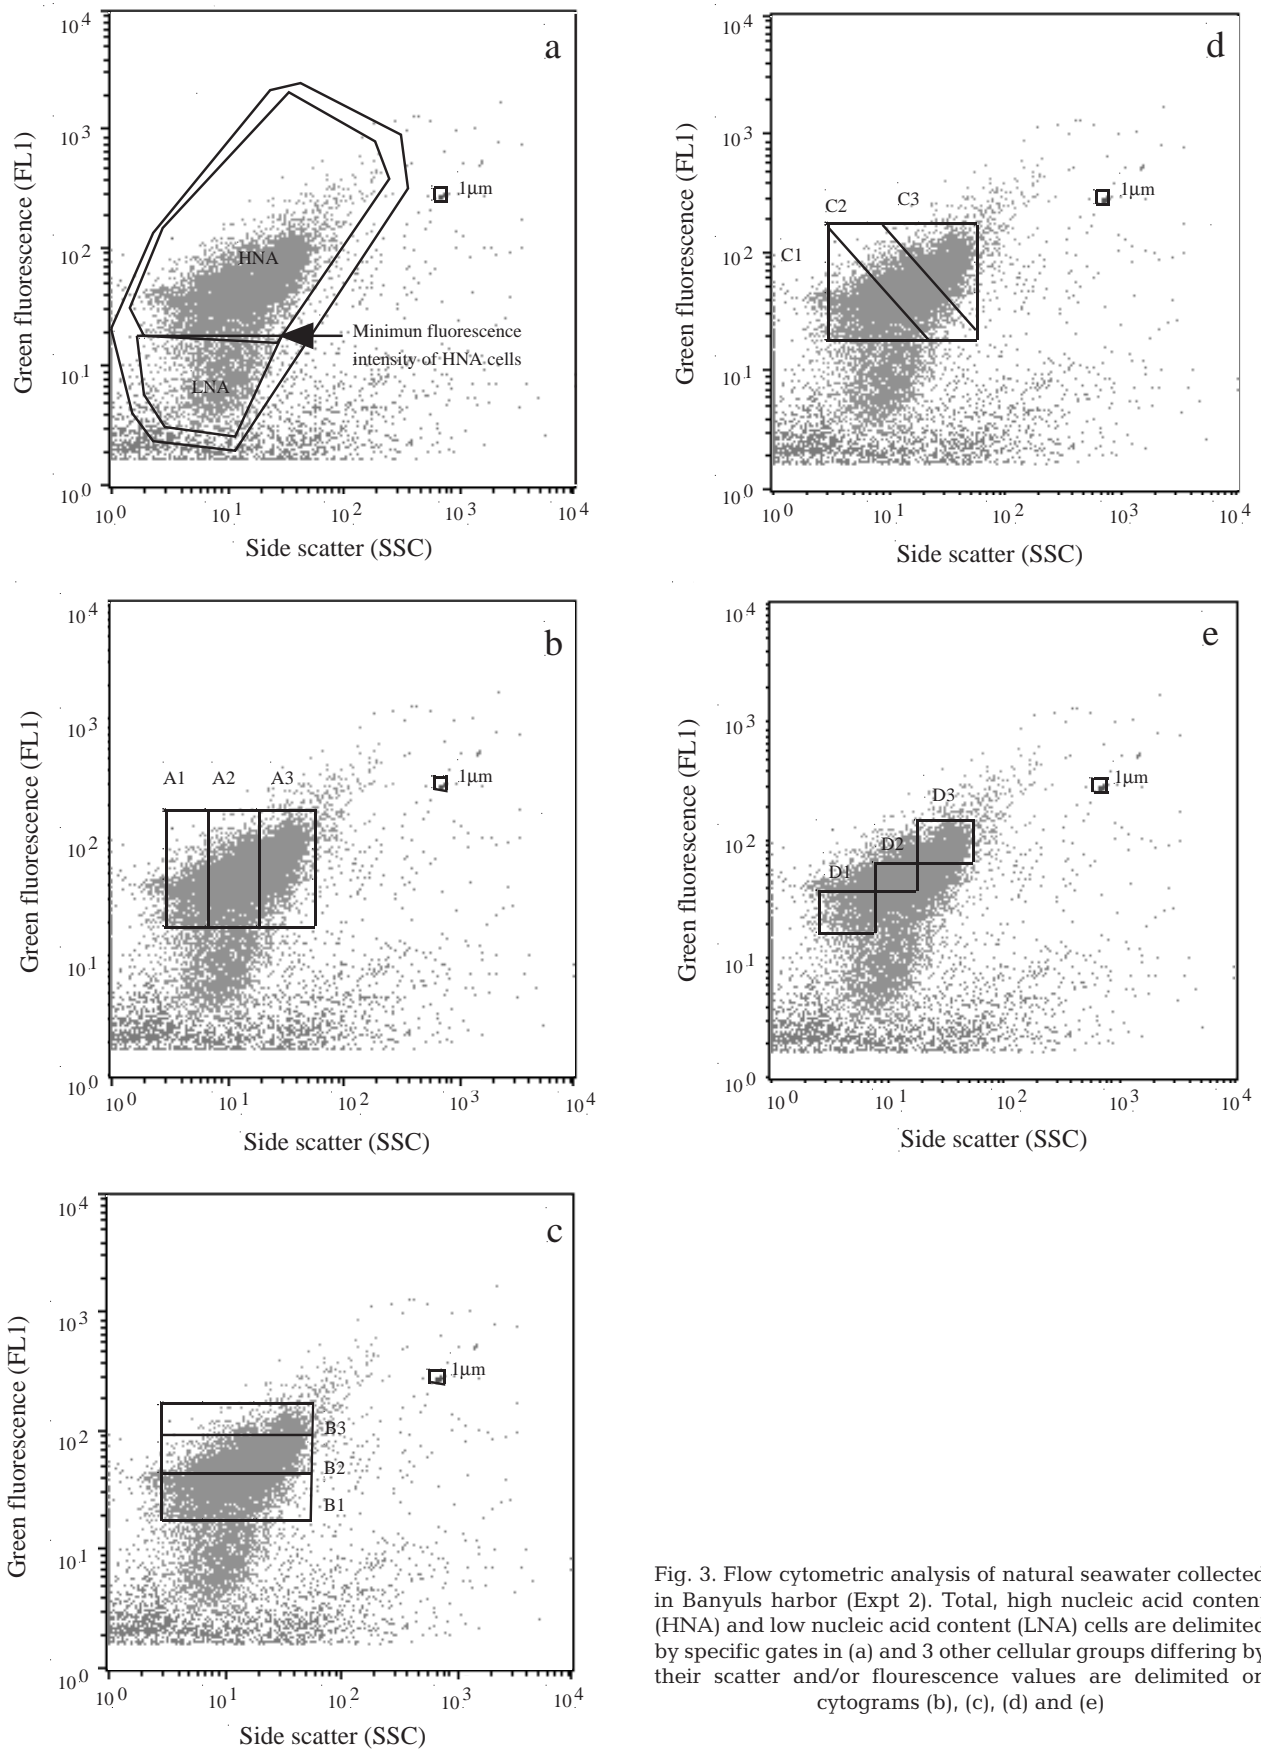 a
10^4
10^3
10^2
10^1
10^0
Green fluorescence (FL1)
HNA
LNA
1µm
Minimun fluorescence
intensity of HNA cells
10^0 10^1 10^2 10^3 10^4
Side scatter (SSC)
d
10^4
10^3
10^2
10^1
10^0
Green fluorescence (FL1)
C1
C2
C3
1µm
10^0 10^1 10^2 10^3 10^4
Side scatter (SSC)
b
10^4
10^3
10^2
10^1
10^0
Green fluorescence (FL1)
A1 A2 A3
1µm
10^0 10^1 10^2 10^3 10^4
Side scatter (SSC)
e
10^4
10^3
10^2
10^1
10^0
Green fluorescence (FL1)
D3
D2
D1
1µm
10^0 10^1 10^2 10^3 10^4
Side scatter (SSC)
c
10^4
10^3
10^2
10^1
10^0
Green fluorescence (FL1)
1µm
B3
B2
B1
10^0 10^1 10^2 10^3 10^4
Side scatter (SSC)
Fig. 3. Flow cytometric analysis of natural seawater collected
in Banyuls harbor (Expt 2). Total, high nucleic acid content
(HNA) and low nucleic acid content (LNA) cells are delimited
by specific gates in (a) and 3 other cellular groups differing by
their scatter and/or flourescence values are delimited on
cytograms (b), (c), (d) and (e)